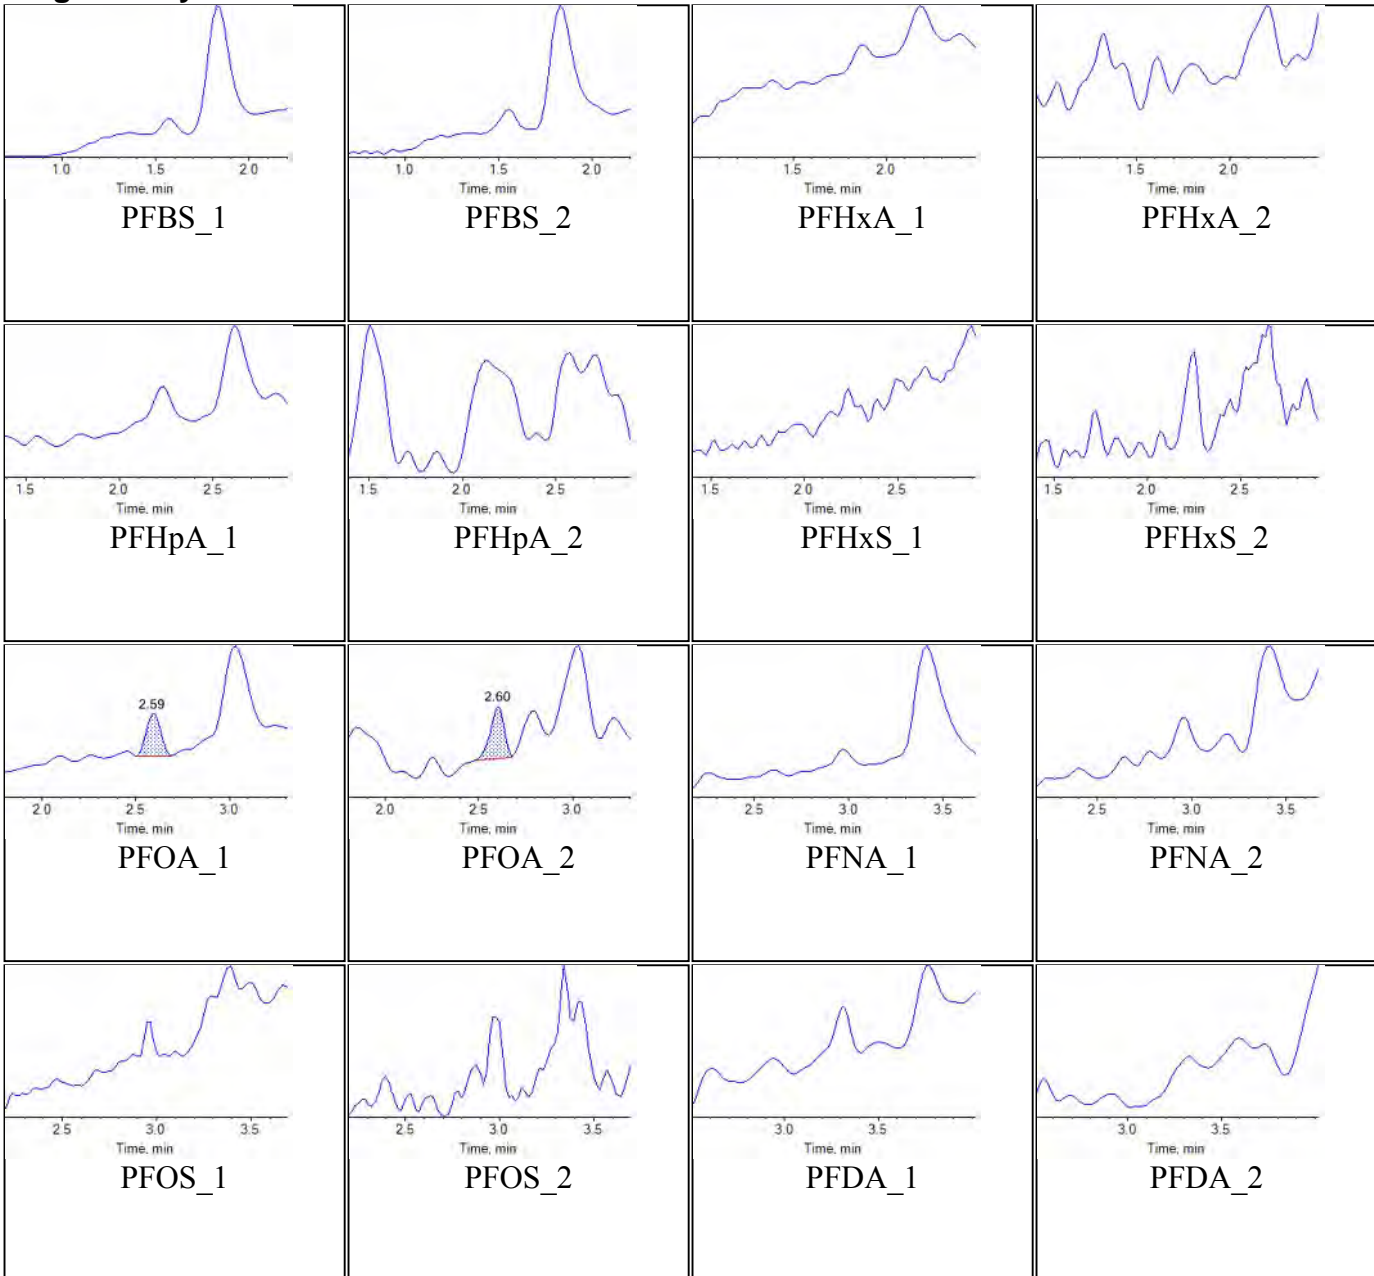 1.0 1.5 2.0
Time, min
PFBS_1
1.0 1.5 2.0
Time, min
PFBS_2
1.5 2.0
Time, min
PFHxA_1
1.5 2.0
Time, min
PFHxA_2
1.5 2.0 2.5
Time, min
PFHpA_1
1.5 2.0 2.5
Time, min
PFHpA_2
1.5 2.0 2.5
Time, min
PFHxS_1
1.5 2.0 2.5
Time, min
PFHxS_2
2.59
2.0 2.5 3.0
Time, min
PFOA_1
2.60
2.0 2.5 3.0
Time, min
PFOA_2
2.5 3.0 3.5
Time, min
PFNA_1
2.5 3.0 3.5
Time, min
PFNA_2
2.5 3.0 3.5
Time, min
PFOS_1
2.5 3.0 3.5
Time, min
PFOS_2
3.0 3.5
Time, min
PFDA_1
3.0 3.5
Time, min
PFDA_2